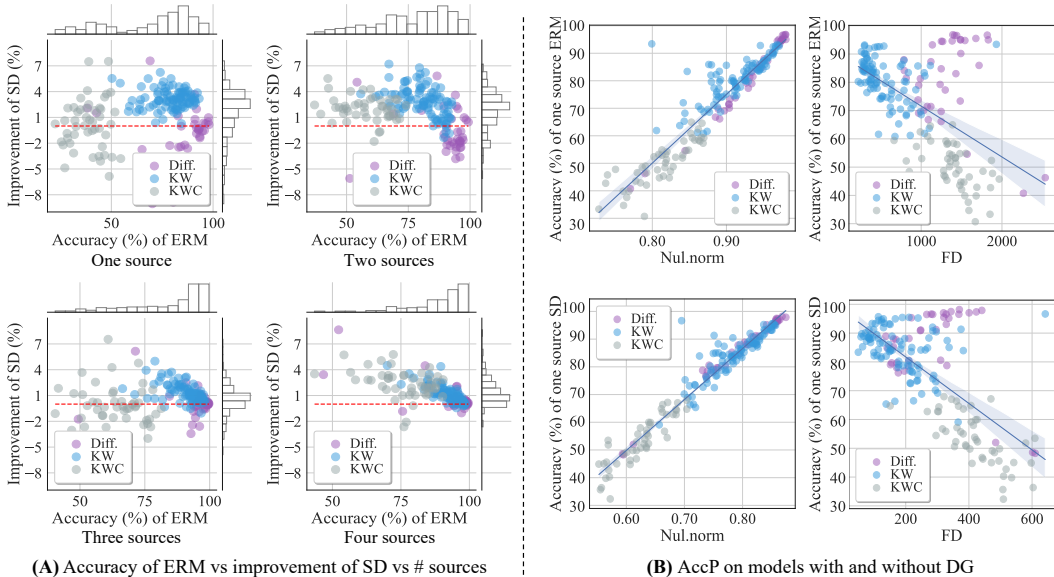 Improvement of SD (%)
7
4
1
−2
−5
−8
Diff.
KW
KWC
50
100
Accuracy (%) of ERM
One source
Improvement of SD (%)
7
4
1
−2
−5
−8
Diff.
KW
KWC
50
75
100
Accuracy (%) of ERM
Two sources
Improvement of SD (%)
7
4
1
−2
−5
−8
Diff.
KW
KWC
50
75
100
Accuracy (%) of ERM
Three sources
Improvement of SD (%)
7
4
1
−2
−5
−8
Diff.
KW
KWC
50
75
100
Accuracy (%) of ERM
Four sources
(A) Accuracy of ERM vs improvement of SD vs # sources
Accuracy (%) of one source ERM
100
90
80
70
60
50
40
30
Diff.
KW
KWC
0.80
0.90
Nul.norm
Accuracy (%) of one source ERM
100
90
80
70
60
50
40
30
Diff.
KW
KWC
1000
2000
FD
Accuracy (%) of one source SD
100
90
80
70
60
50
40
30
Diff.
KW
KWC
0.60
0.70
0.80
Nul.norm
Accuracy (%) of one source SD
100
90
80
70
60
50
40
30
Diff.
KW
KWC
200
400
600
FD
(B) AccP on models with and without DG